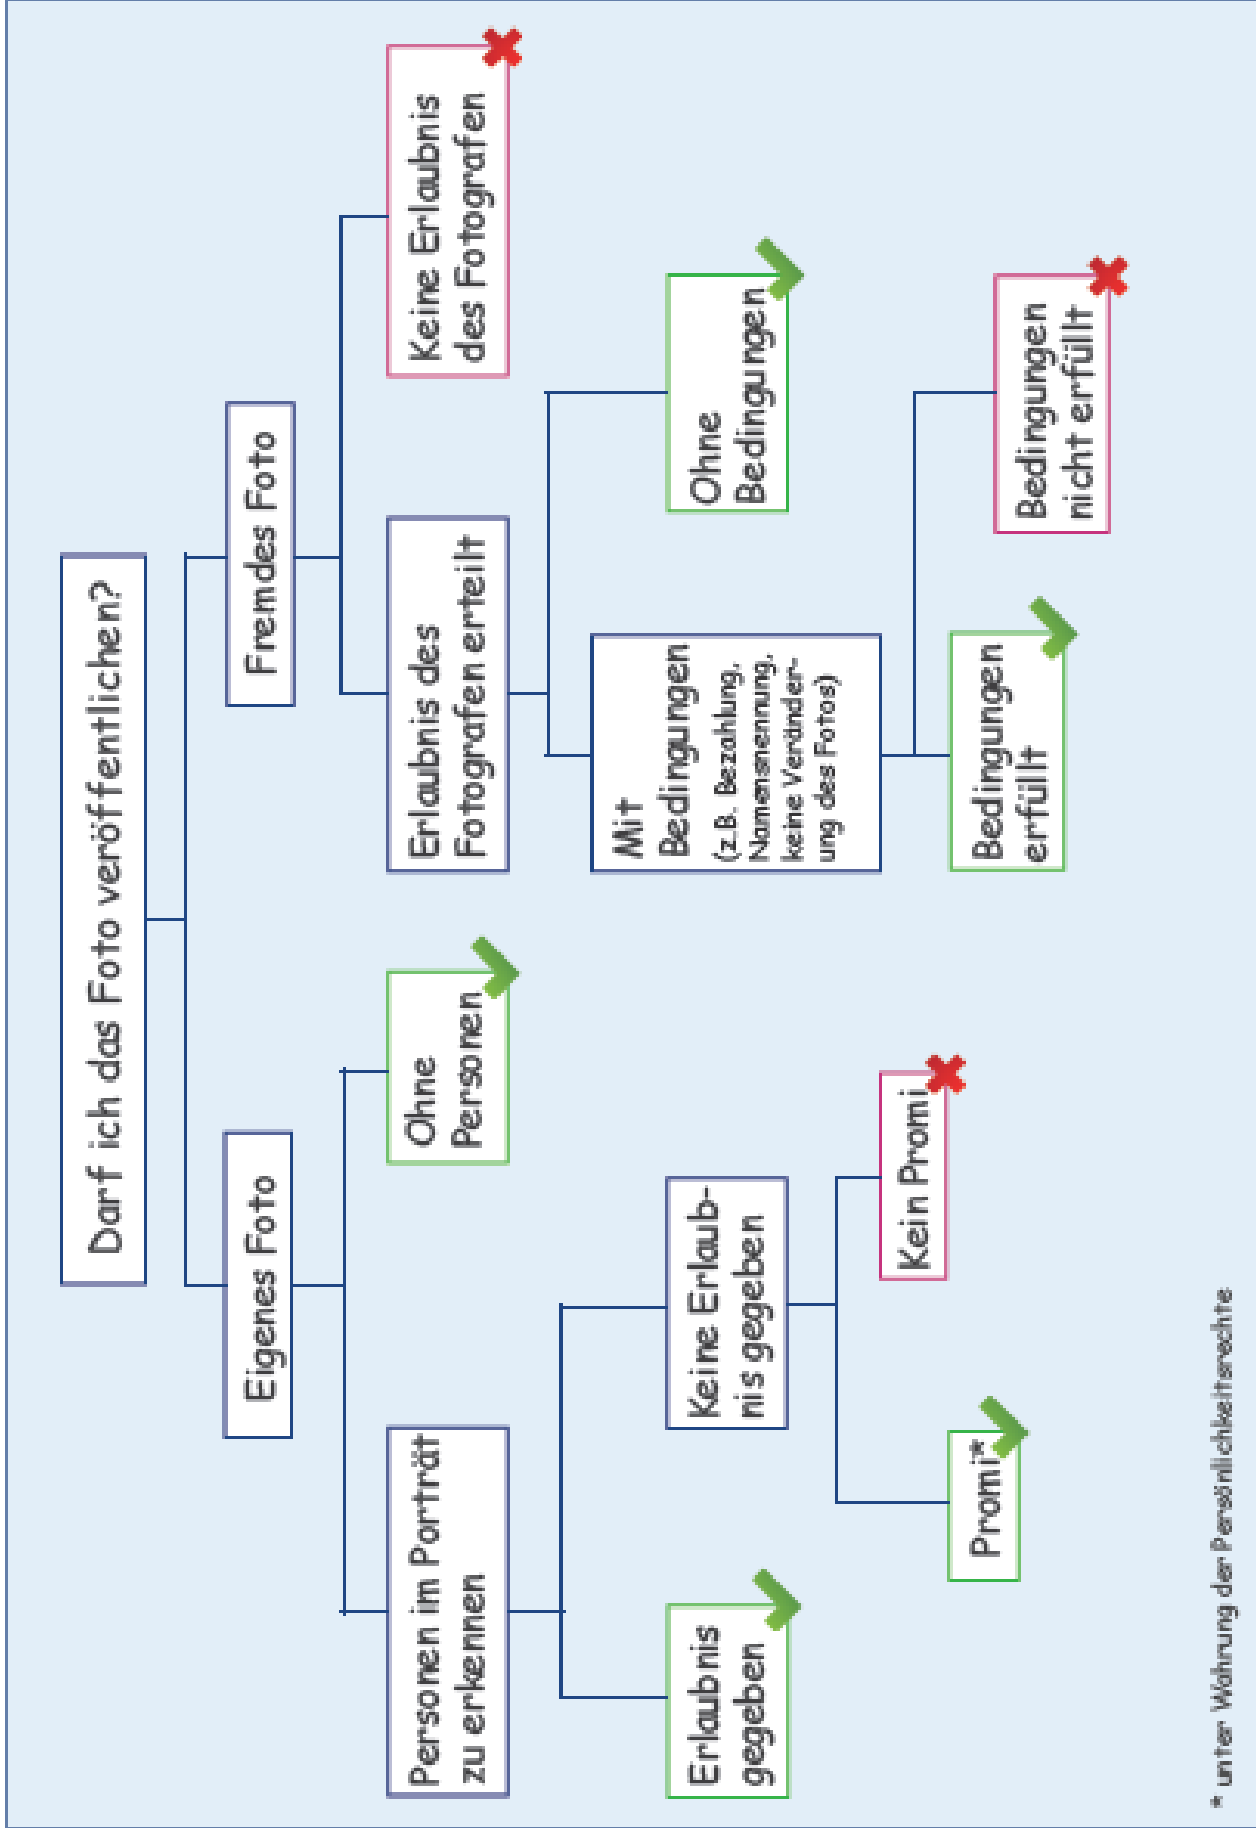 Darf ich das Foto veröffentlichen?
Eigenes Foto
Fremdes Foto
Personen im Porträt
zu erkennen
Ohne
Personen
Erlaubnis des
Fotografen erteilt
Keine Erlaubnis
des Fotografen
Erlaubnis
gegeben
Keine Erlaub-
nis gegeben
Mit
Bedingungen
(z.B. Bezahlung,
Namensnennung,
keine Veränder-
ung des Fotos)
Ohne
Bedingungen
Promi*
Kein Promi
Bedingungen
erfüllt
Bedingungen
nicht erfüllt
* unter Wahrung der Persönlichkeitsrechte